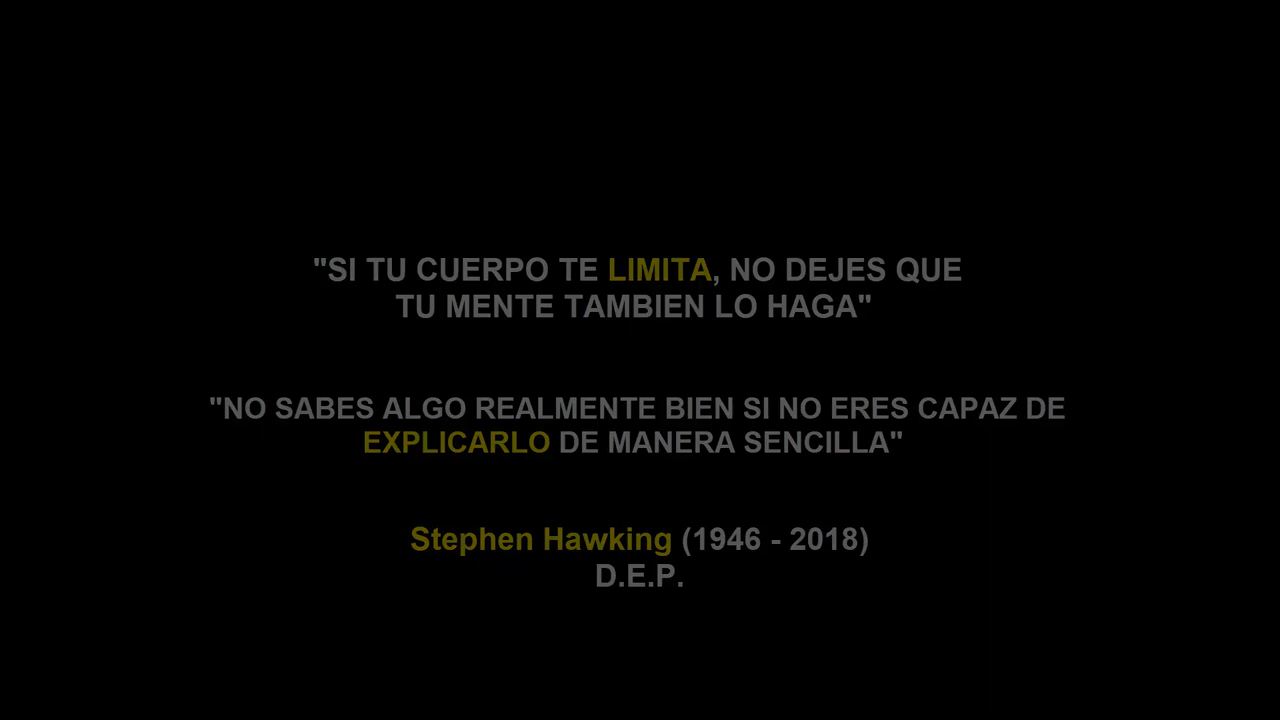 "SI TU CUERPO TE LIMITA, NO DEJES QUE
TU MENTE TAMBIEN LO HAGA"
"NO SABES ALGO REALMENTE BIEN SI NO ERES CAPAZ DE
EXPLICARLO DE MANERA SENCILLA"
Stephen Hawking (1946 - 2018)
D.E.P.